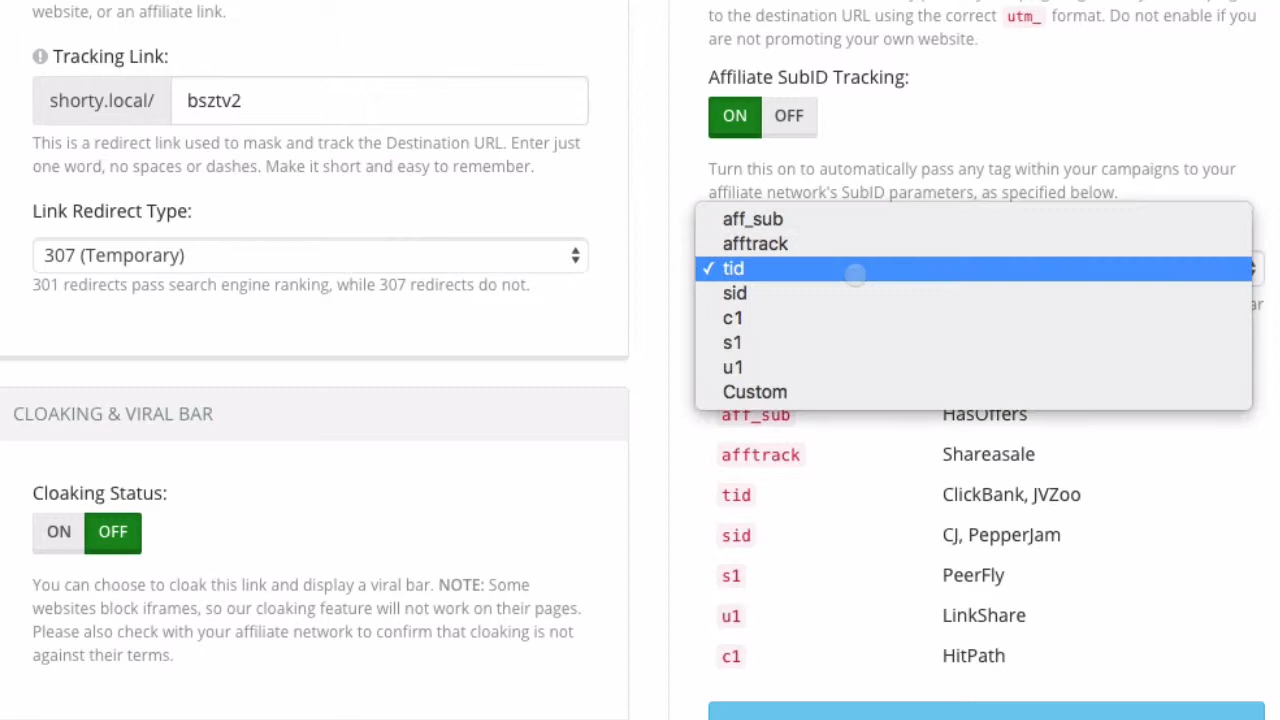 website, or an affiliate link.
Tracking Link:
shorty.local/ bsztv2
This is a redirect link used to mask and track the Destination URL. Enter just
one word, no spaces or dashes. Make it short and easy to remember.
Link Redirect Type:
307 (Temporary)
301 redirects pass search engine ranking, while 307 redirects do not.
CLOAKING & VIRAL BAR
Cloaking Status:
ON OFF
You can choose to cloak this link and display a viral bar. NOTE: Some
websites block iframes, so our cloaking feature will not work on their pages.
Please also check with your affiliate network to confirm that cloaking is not
against their terms.
to the destination URL using the correct utm_ format. Do not enable if you
are not promoting your own website.
Affiliate SubID Tracking:
ON OFF
Turn this on to automatically pass any tag within your campaigns to your
affiliate network's SubID parameters, as specified below.
aff_sub
afftrack
✓ tid
sid
c1
s1
u1
Custom
aff_sub HasOffers
afftrack Shareasale
tid ClickBank, JVZoo
sid CJ, PepperJam
s1 PeerFly
u1 LinkShare
c1 HitPath